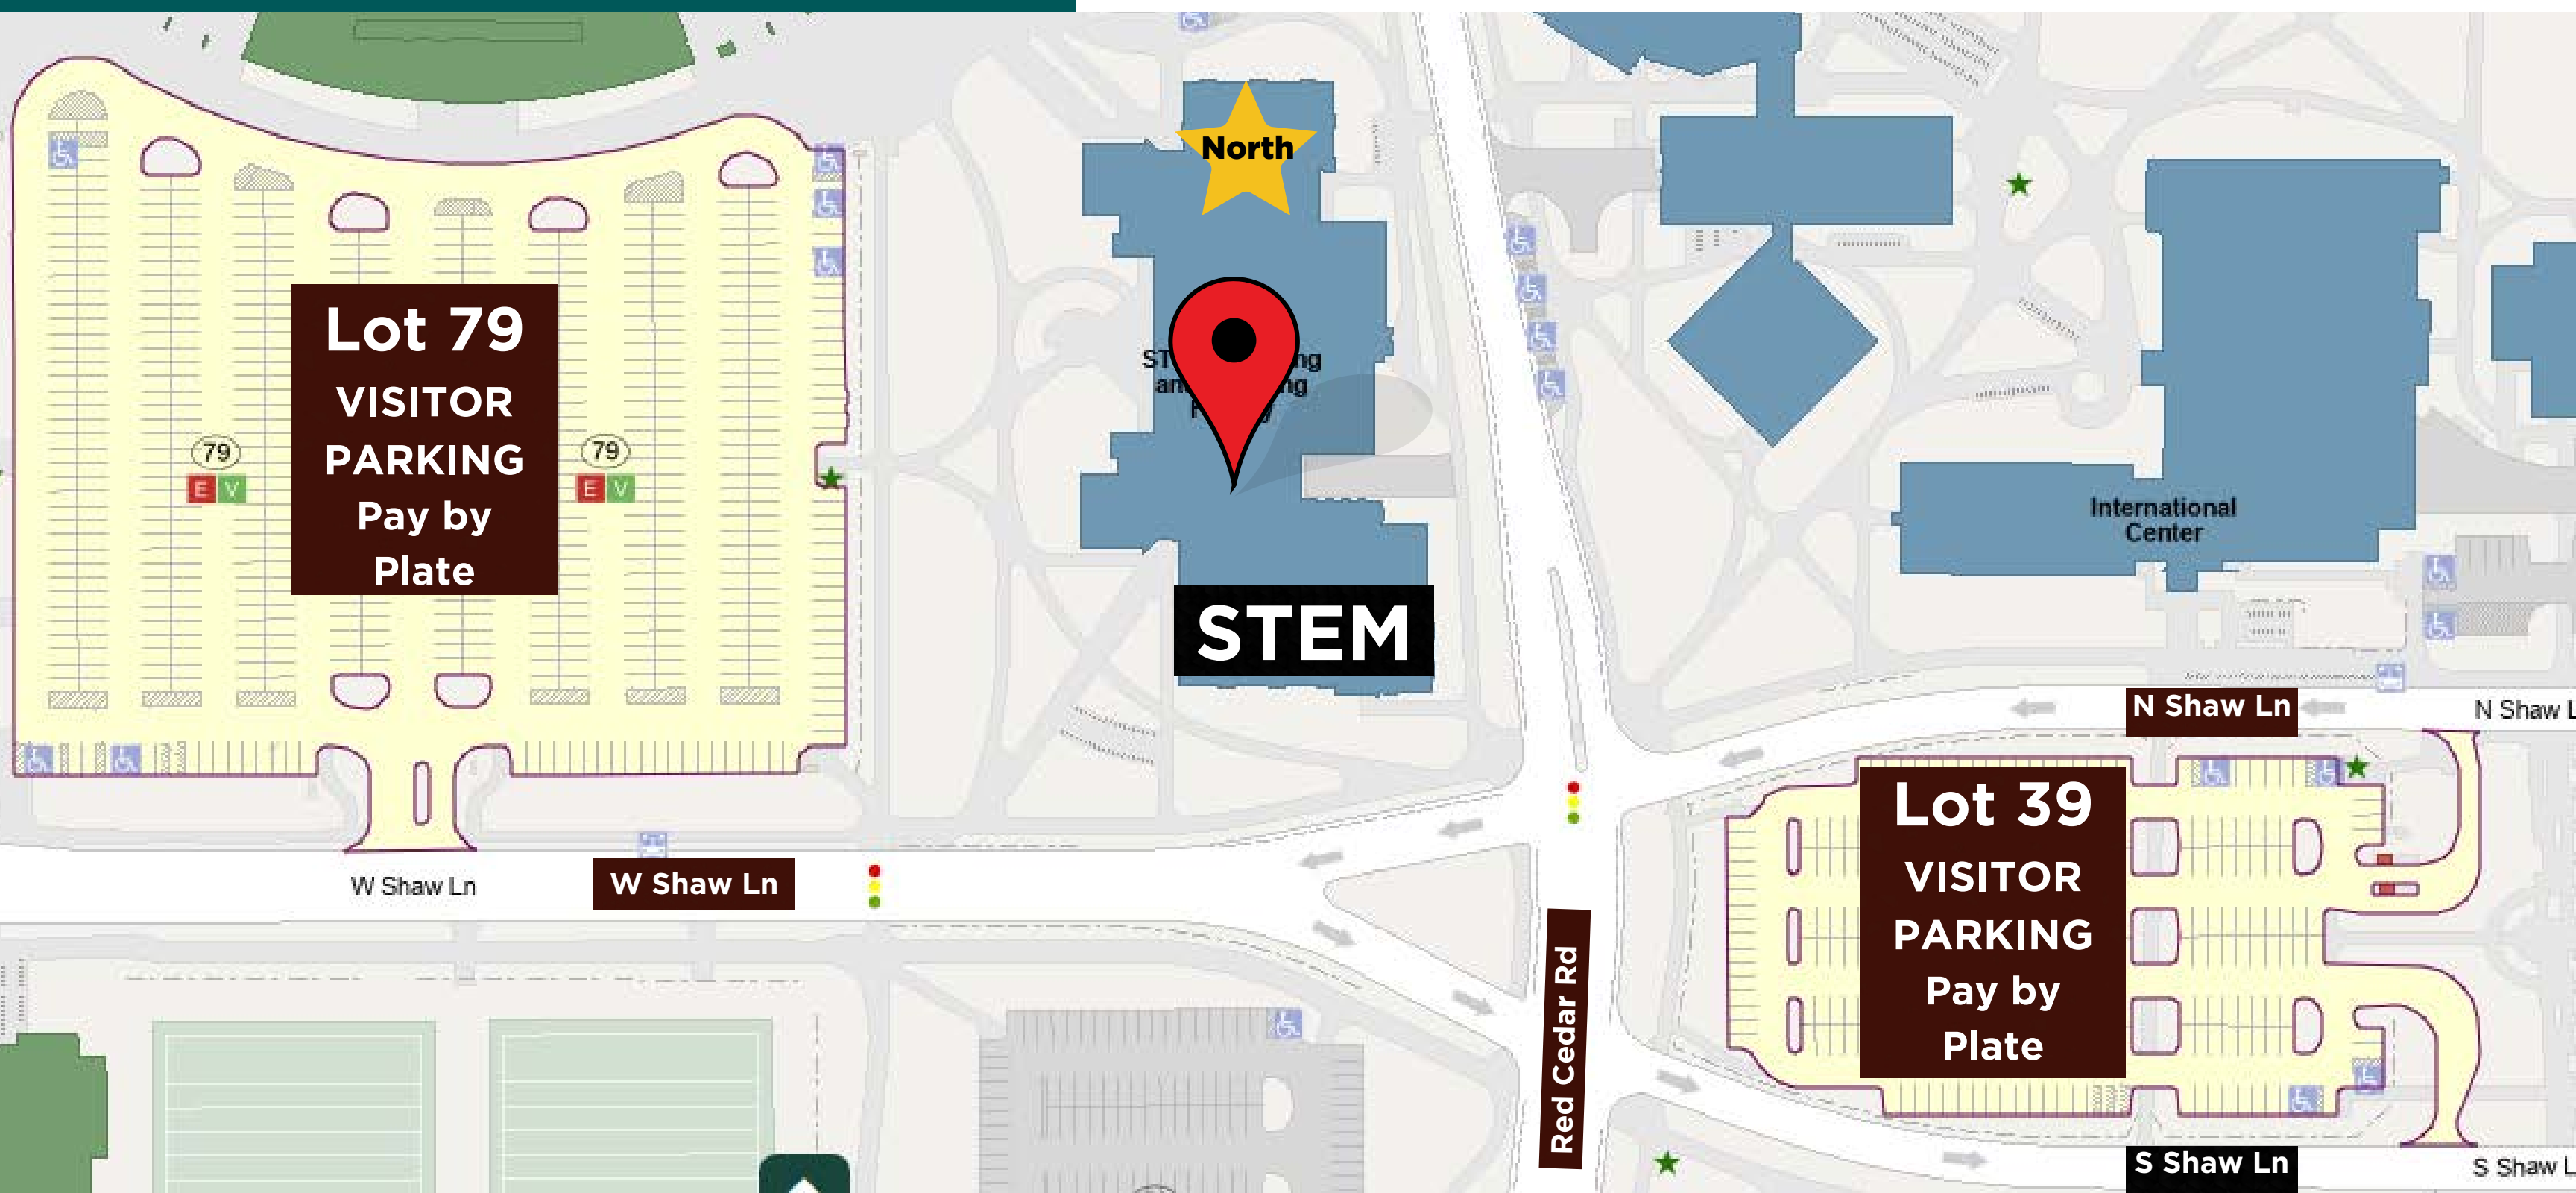 North
Lot 79
VISITOR
PARKING
Pay by
Plate
79
E V
79
E V
STEM
International
Center
N Shaw Ln
N Shaw L
Lot 39
VISITOR
PARKING
Pay by
Plate
W Shaw Ln
W Shaw Ln
Red Cedar Rd
S Shaw Ln
S Shaw L